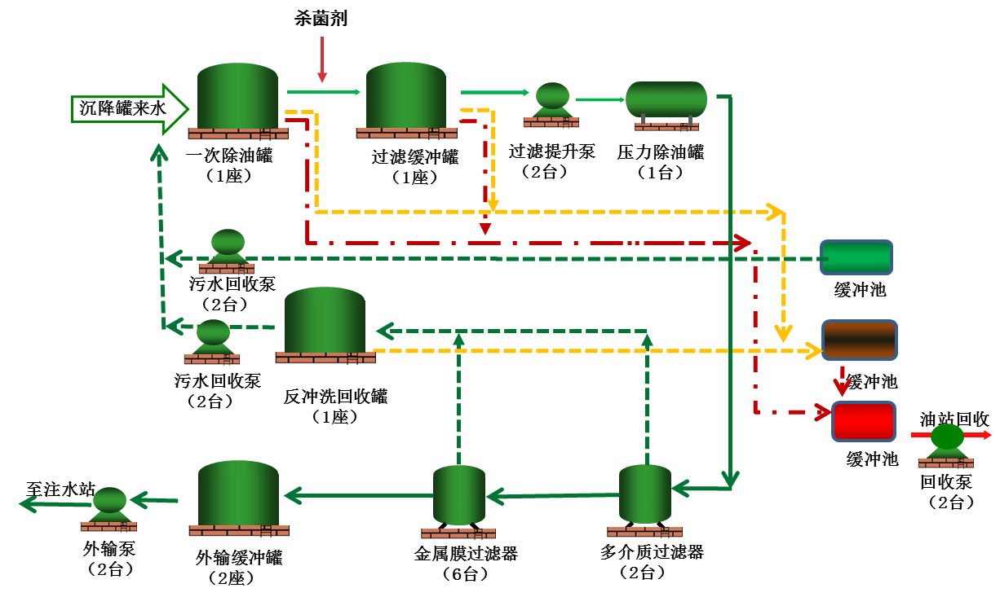 杀菌剂
沉降罐来水
一次除油罐
（1座）
过滤缓冲罐
（1座）
过滤提升泵
（2台）
压力除油罐
（1台）
污水回收泵
（2台）
缓冲池
污水回收泵
（2台）
反冲洗回收罐
（1座）
缓冲池
缓冲池
油站回收
回收泵
（2台）
至注水站
外输泵
（2台）
外输缓冲罐
（2座）
金属膜过滤器
（6台）
多介质过滤器
（2台）